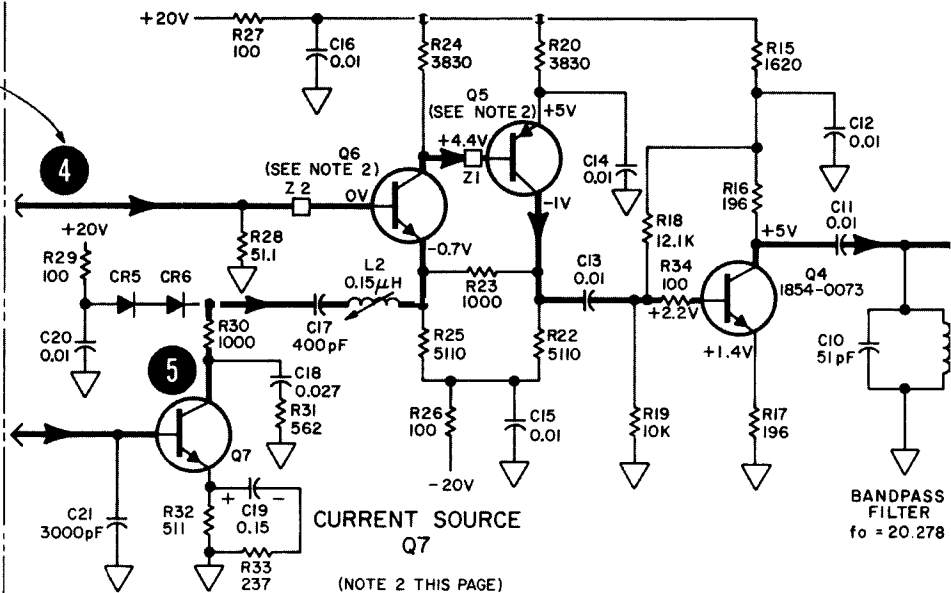 +20V
R27
100
C16
0.01
R24
3830
R20
3830
R15
1620
Q5
(SEE NOTE 2)
+5V
C12
0.01
4
Q6
(SEE NOTE 2)
+4.4V
Z1
C14
0.01
Z2
0V
-1V
R16
196
C11
0.01
+20V
R28
51.1
-0.7V
R18
12.1K
+5V
R29
100
L2
0.15µH
C13
0.01
R34
100
Q4
1854-0073
CR5
CR6
R23
1000
+2.2V
C20
0.01
R30
1000
C17
400pF
R25
5110
R22
5110
+1.4V
C10
51pF
5
C18
0.027
R31
562
R26
100
C15
0.01
R19
10K
R17
196
Q7
-20V
C21
3000pF
R32
511
+
C19
0.15
-
R33
237
CURRENT SOURCE
Q7
(NOTE 2 THIS PAGE)
BANDPASS
FILTER
fo = 20.278